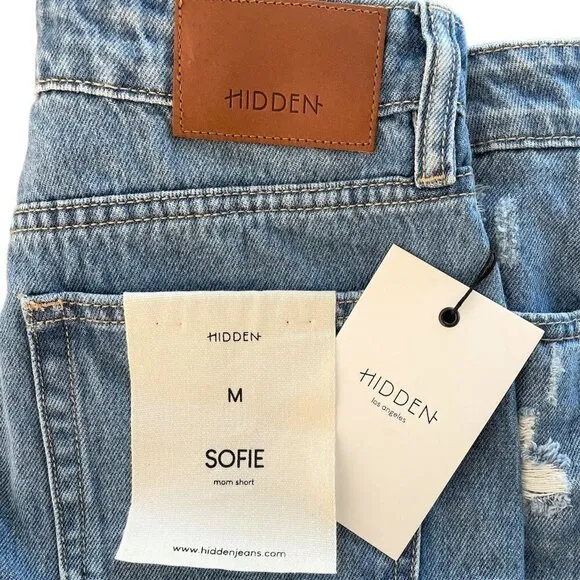 HIDDEN
HIDDEN
M
SOFIE
mom short
www.hiddenjeans.com
HIDDEN
los angeles